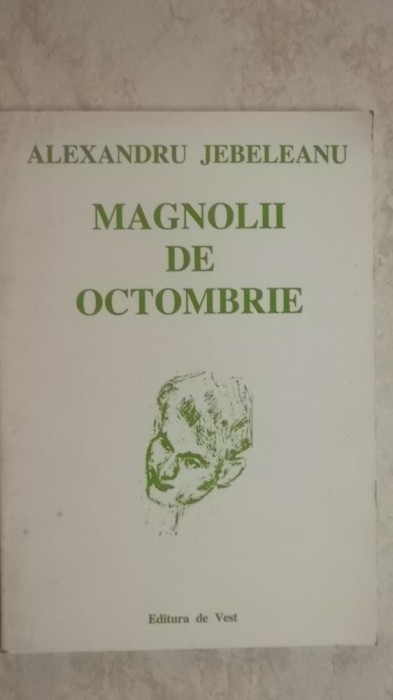 ALEXANDRU JEBELEANU
MAGNOLII
DE
OCTOMBRIE
Editura de Vest